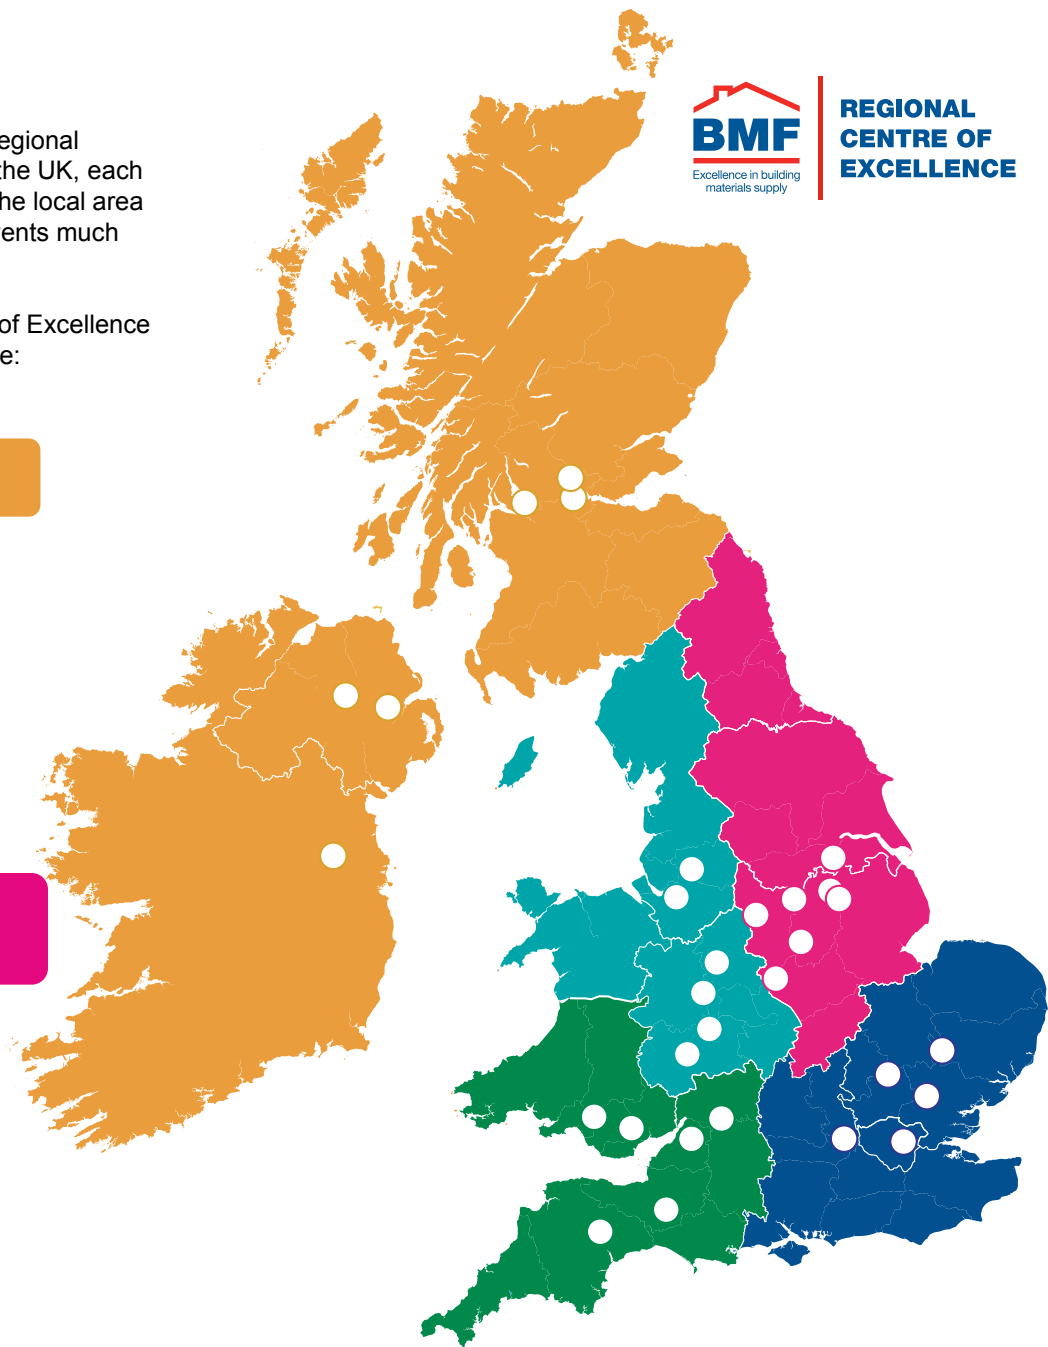 egional
the UK, each
he local area
ents much
of Excellence
e:
BMF
Excellence in building
materials supply
REGIONAL
CENTRE OF
EXCELLENCE